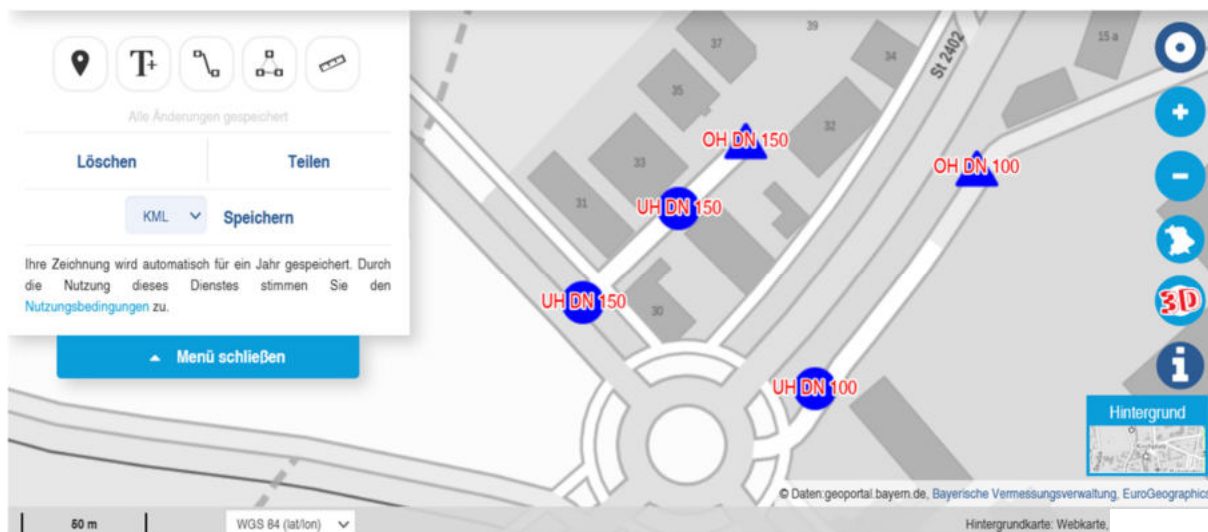 T+
Alle Änderungen gespeichert
Löschen
Teilen
KML
Speichern
Ihre Zeichnung wird automatisch für ein Jahr gespeichert. Durch
die Nutzung dieses Dienstes stimmen Sie den
Nutzungsbedingungen zu.
Menü schließen
37
39
34
15 a
St 2402
35
32
33
31
30
OH DN 150
OH DN 100
UH DN 150
UH DN 150
UH DN 100
+
−
3D
i
Hintergrund
© Daten:geoportal.bayern.de, Bayerische Vermessungsverwaltung, EuroGeographics
50 m
WGS 84 (lat/lon)
Hintergrundkarte: Webkarte,